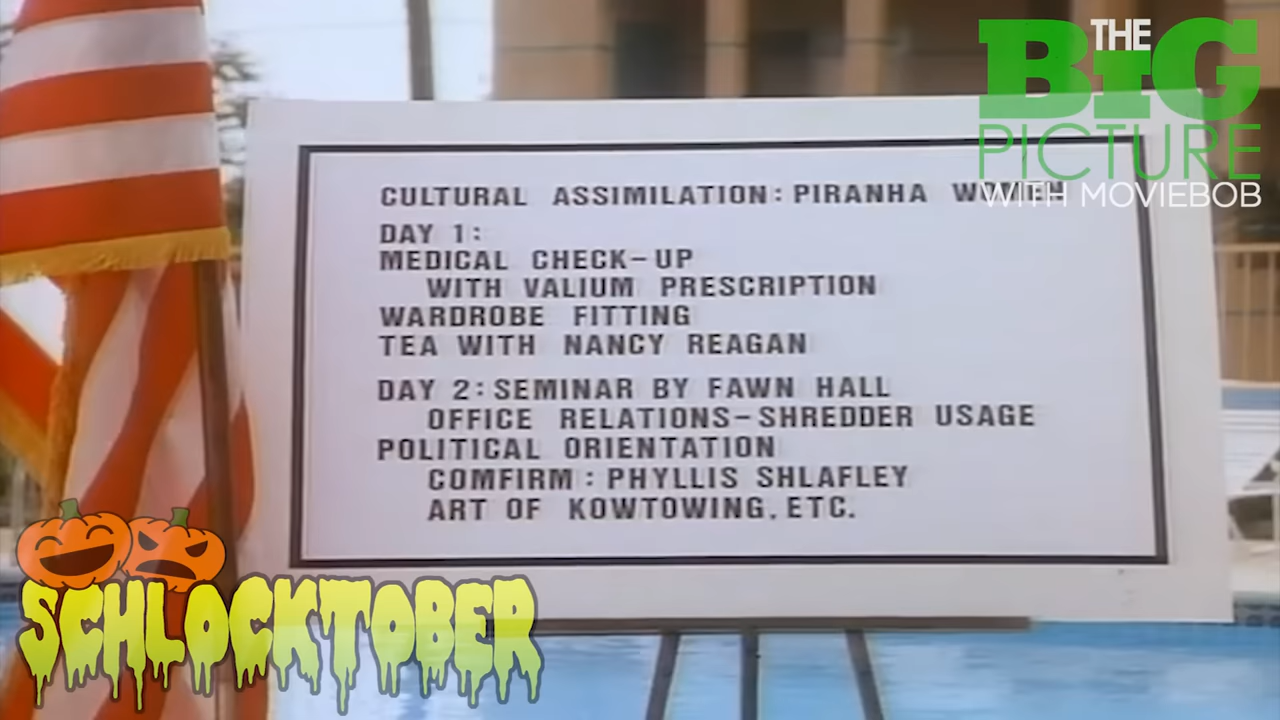 THE
BIG
PICTURE
WITH MOVIEBOB
CULTURAL ASSIMILATION: PIRANHA WOMEN
DAY 1:
MEDICAL CHECK-UP
WITH VALIUM PRESCRIPTION
WARDROBE FITTING
TEA WITH NANCY REAGAN
DAY 2: SEMINAR BY FAWN HALL
OFFICE RELATIONS-SHREDDER USAGE
POLITICAL ORIENTATION
COMFIRM: PHYLLIS SHLAFLEY
ART OF KOWTOWING, ETC.
SCHLOCKTOBER